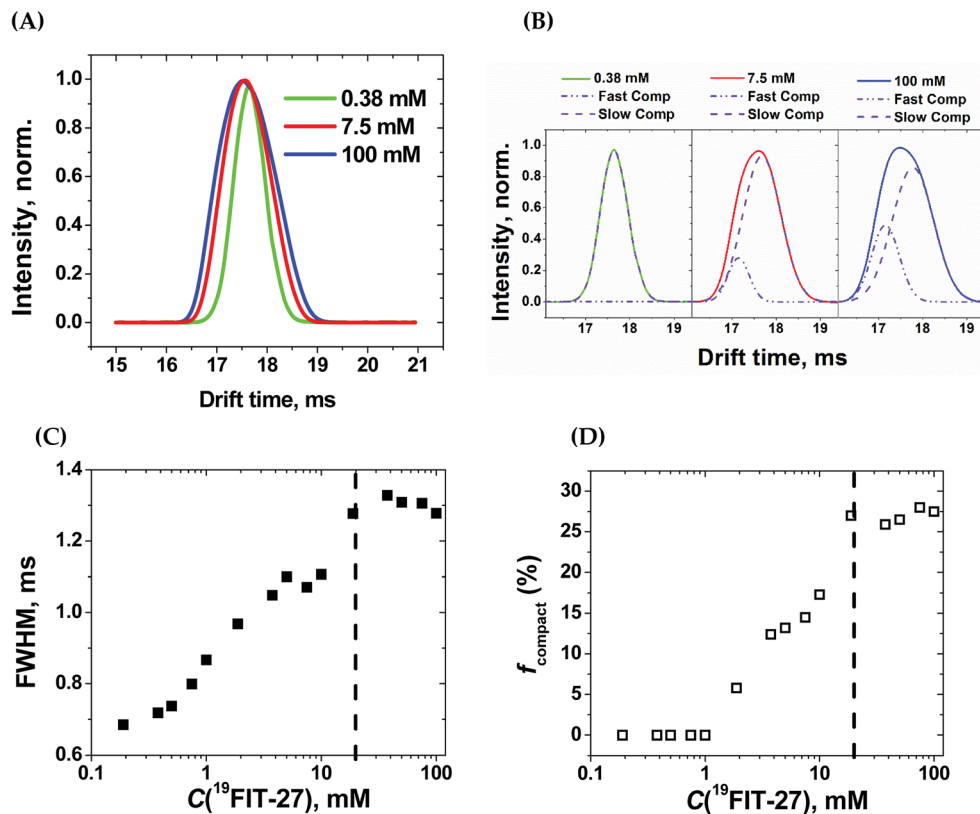 (A)
Intensity, norm.
1.0
0.8
0.6
0.4
0.2
0.0
0.38 mM
7.5 mM
100 mM
15 16 17 18 19 20 21
Drift time, ms
(B)
0.38 mM
Fast Comp
Slow Comp
7.5 mM
Fast Comp
Slow Comp
100 mM
Fast Comp
Slow Comp
Intensity, norm.
1.0
0.8
0.6
0.4
0.2
0.0
17 18 19 17 18 19 17 18 19
Drift time, ms
(C)
FWHM, ms
1.4
1.2
1.0
0.8
0.6
0.1 1 10 100
C(¹⁹FIT-27), mM
(D)
f compact (%)
30
25
20
15
10
5
0
0.1 1 10 100
C(¹⁹FIT-27), mM